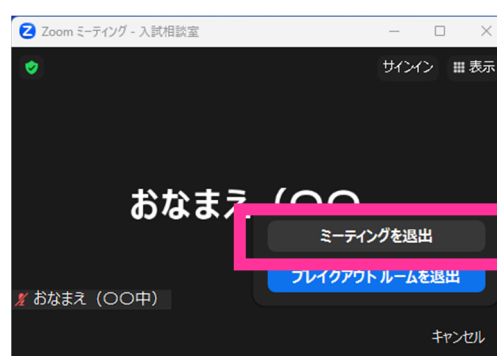 Zoom ミーティング - 入試相談室
サインイン 表示
おなまえ（〇〇
ミーティングを退出
ブレイクアウト ルームを退出
おなまえ（〇〇中）
キャンセル